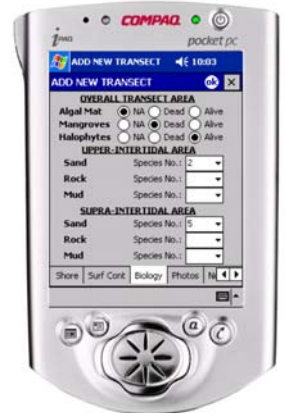 COMPAQ
iPAQ pocket pc
ADD NEW TRANSECT 10:03
ADD NEW TRANSECT ok X
OVERALL TRANSECT AREA
Algal Mat NA Dead Alive
Mangroves NA Dead Alive
Halophytes NA Dead Alive
UPPER-INTERTIDAL AREA
Sand Species No.: 2
Rock Species No.:
Mud Species No.:
SUPRA-INTERTIDAL AREA
Sand Species No.: 5
Rock Species No.:
Mud Species No.:
Shore Surf Cont Biology Photos